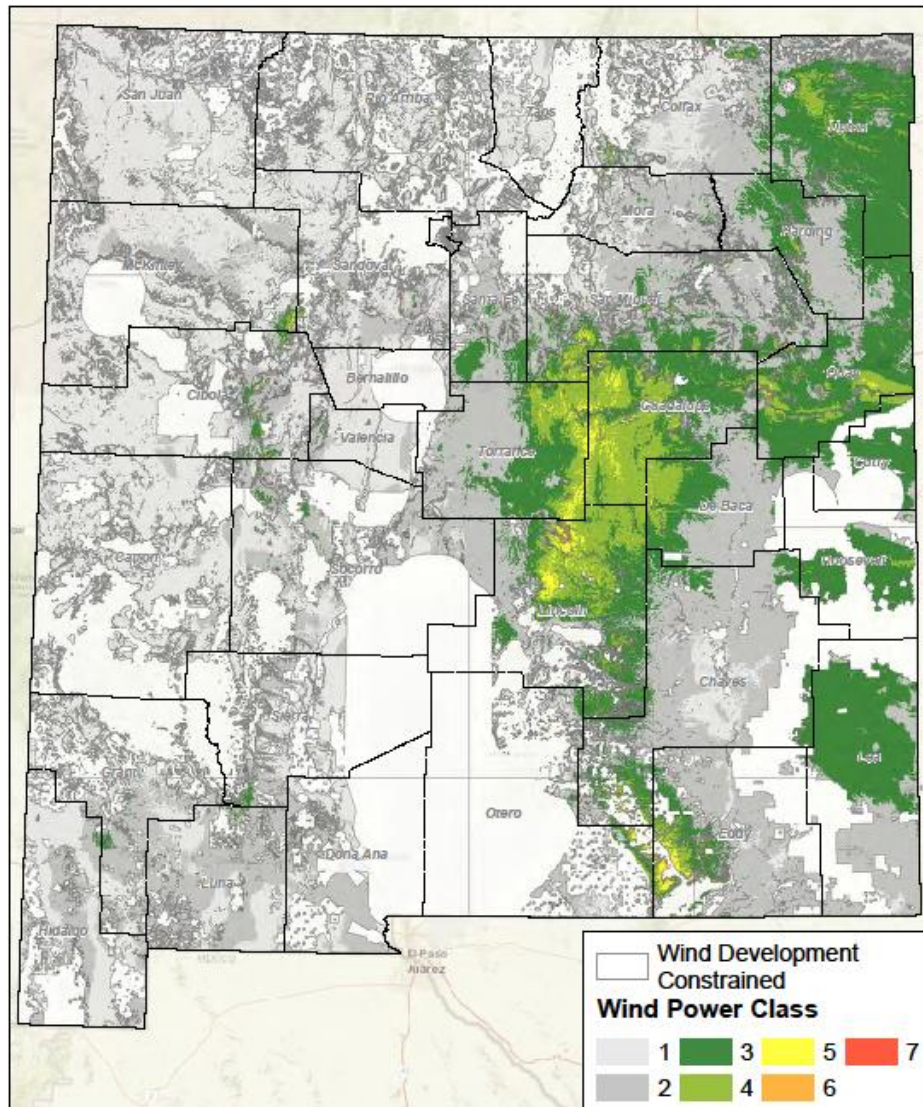 San Juan
Rio Arriba
Taos
Colfax
Union
Mora
Harding
McKinley
Sandoval
Santa Fe
San Miguel
Bernalillo
Cibola
Guadalupe
Quay
Valencia
Torrance
Curry
De Baca
Catron
Socorro
Roosevelt
Lincoln
Chaves
Sierra
Lea
Grant
Otero
Eddy
Dona Ana
Luna
Hidalgo
MEXICO
El Paso
Juárez
Wind Development
Constrained
Wind Power Class
1 3 5 7
2 4 6